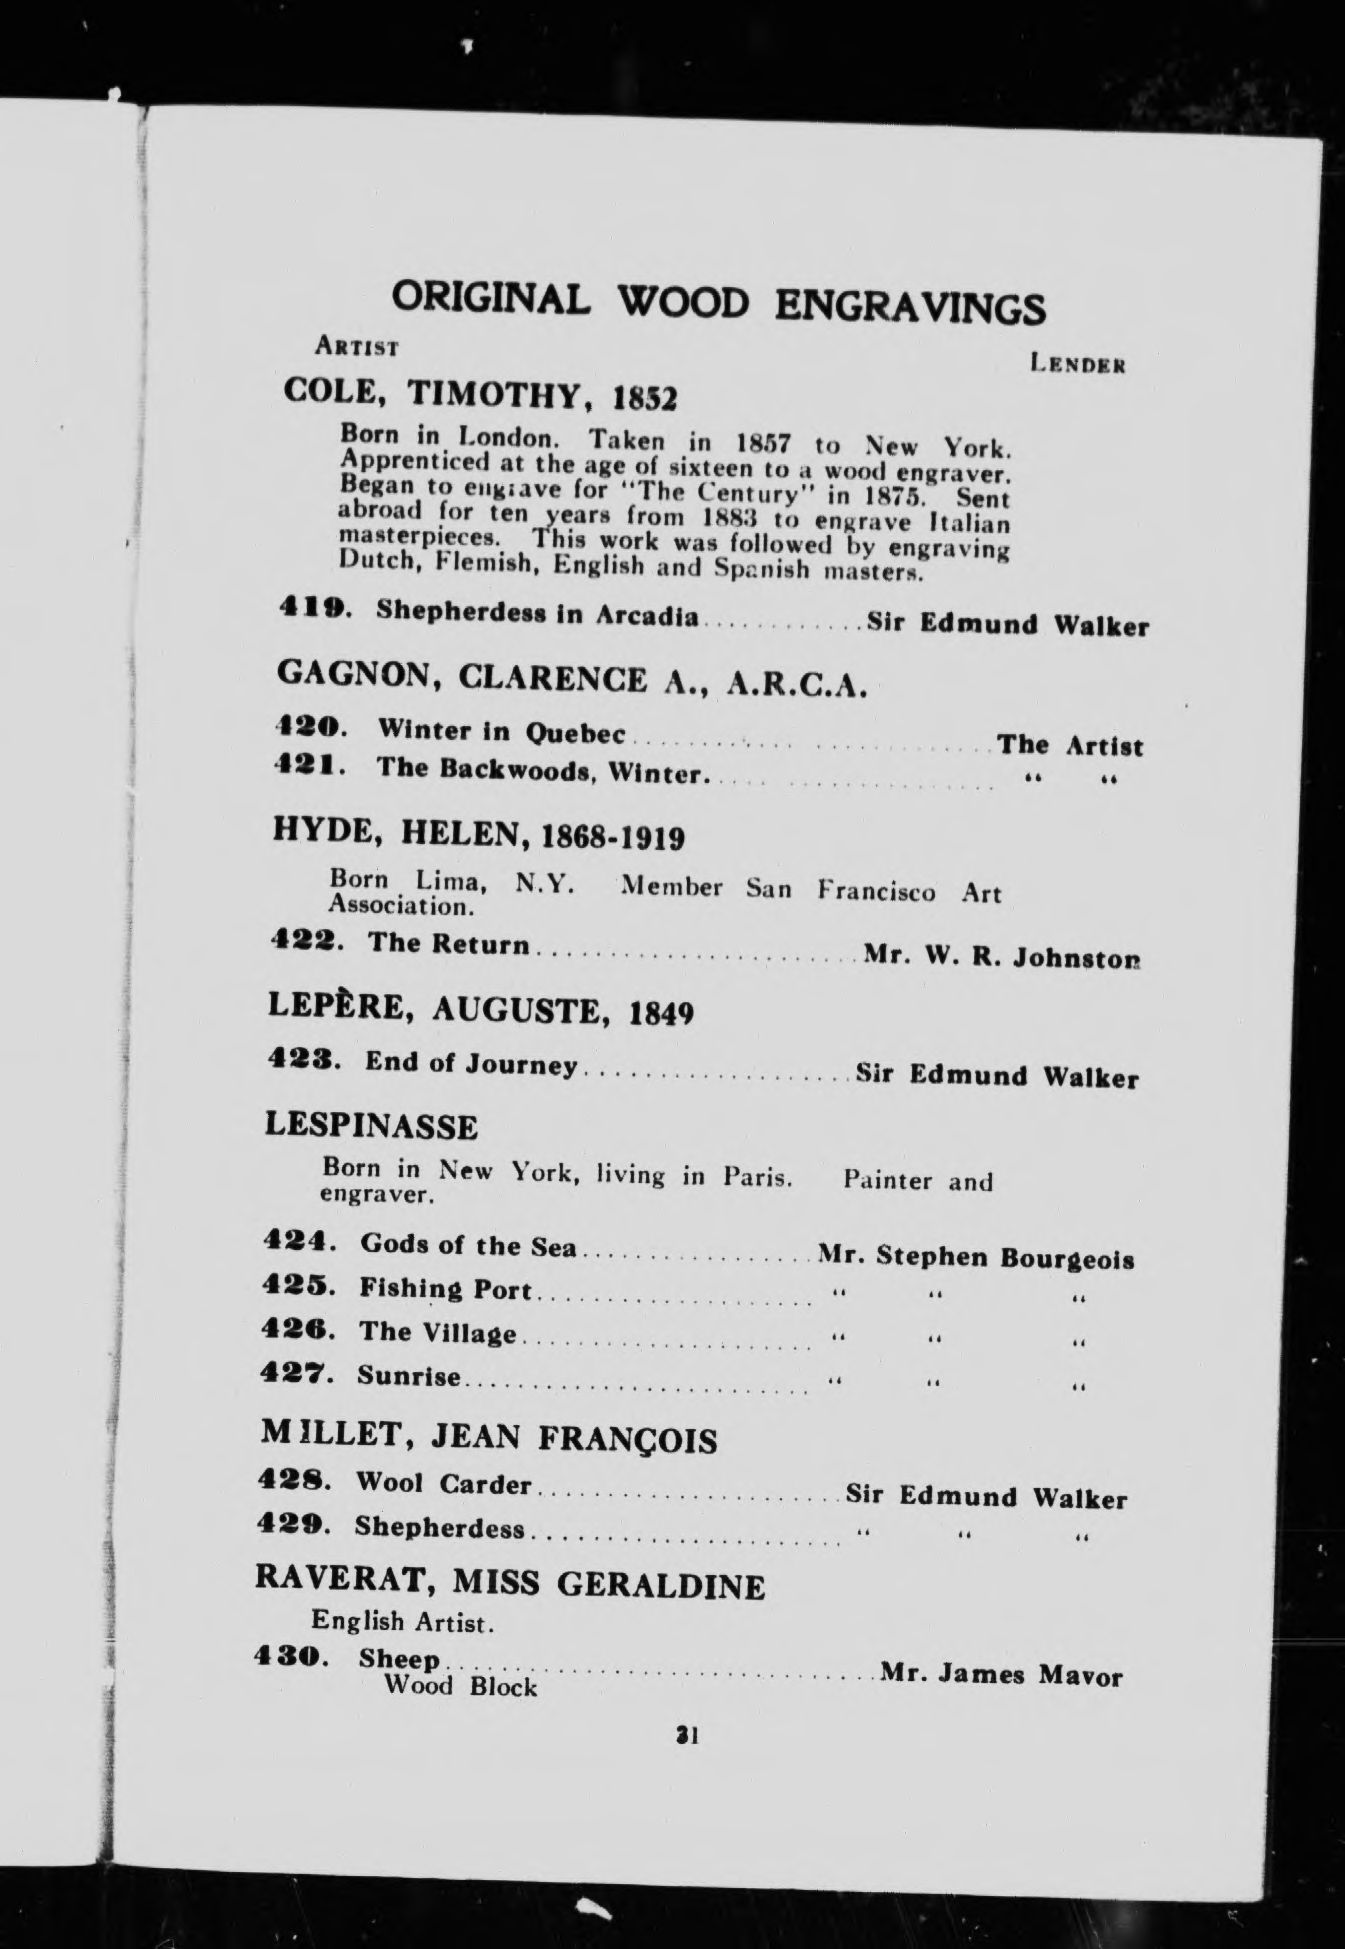 ORIGINAL WOOD ENGRAVINGS
ARTIST LENDER
COLE, TIMOTHY, 1852
Born in London. Taken in 1857 to New York.
Apprenticed at the age of sixteen to a wood engraver.
Began to engrave for "The Century" in 1875. Sent
abroad for ten years from 1883 to engrave Italian
masterpieces. This work was followed by engraving
Dutch, Flemish, English and Spanish masters.
419. Shepherdess in Arcadia............Sir Edmund Walker
GAGNON, CLARENCE A., A.R.C.A.
420. Winter in Quebec........................The Artist
421. The Backwoods, Winter..................... " "
HYDE, HELEN, 1868-1919
Born Lima, N.Y. Member San Francisco Art
Association.
422. The Return......................Mr. W. R. Johnston
LEPÈRE, AUGUSTE, 1849
423. End of Journey...................Sir Edmund Walker
LESPINASSE
Born in New York, living in Paris. Painter and
engraver.
424. Gods of the Sea................Mr. Stephen Bourgeois
425. Fishing Port.................... " " "
426. The Village..................... " " "
427. Sunrise......................... " " "
MILLET, JEAN FRANÇOIS
428. Wool Carder.....................Sir Edmund Walker
429. Shepherdess...................... " " "
RAVERAT, MISS GERALDINE
English Artist.
430. Sheep..............................Mr. James Mavor
Wood Block
31